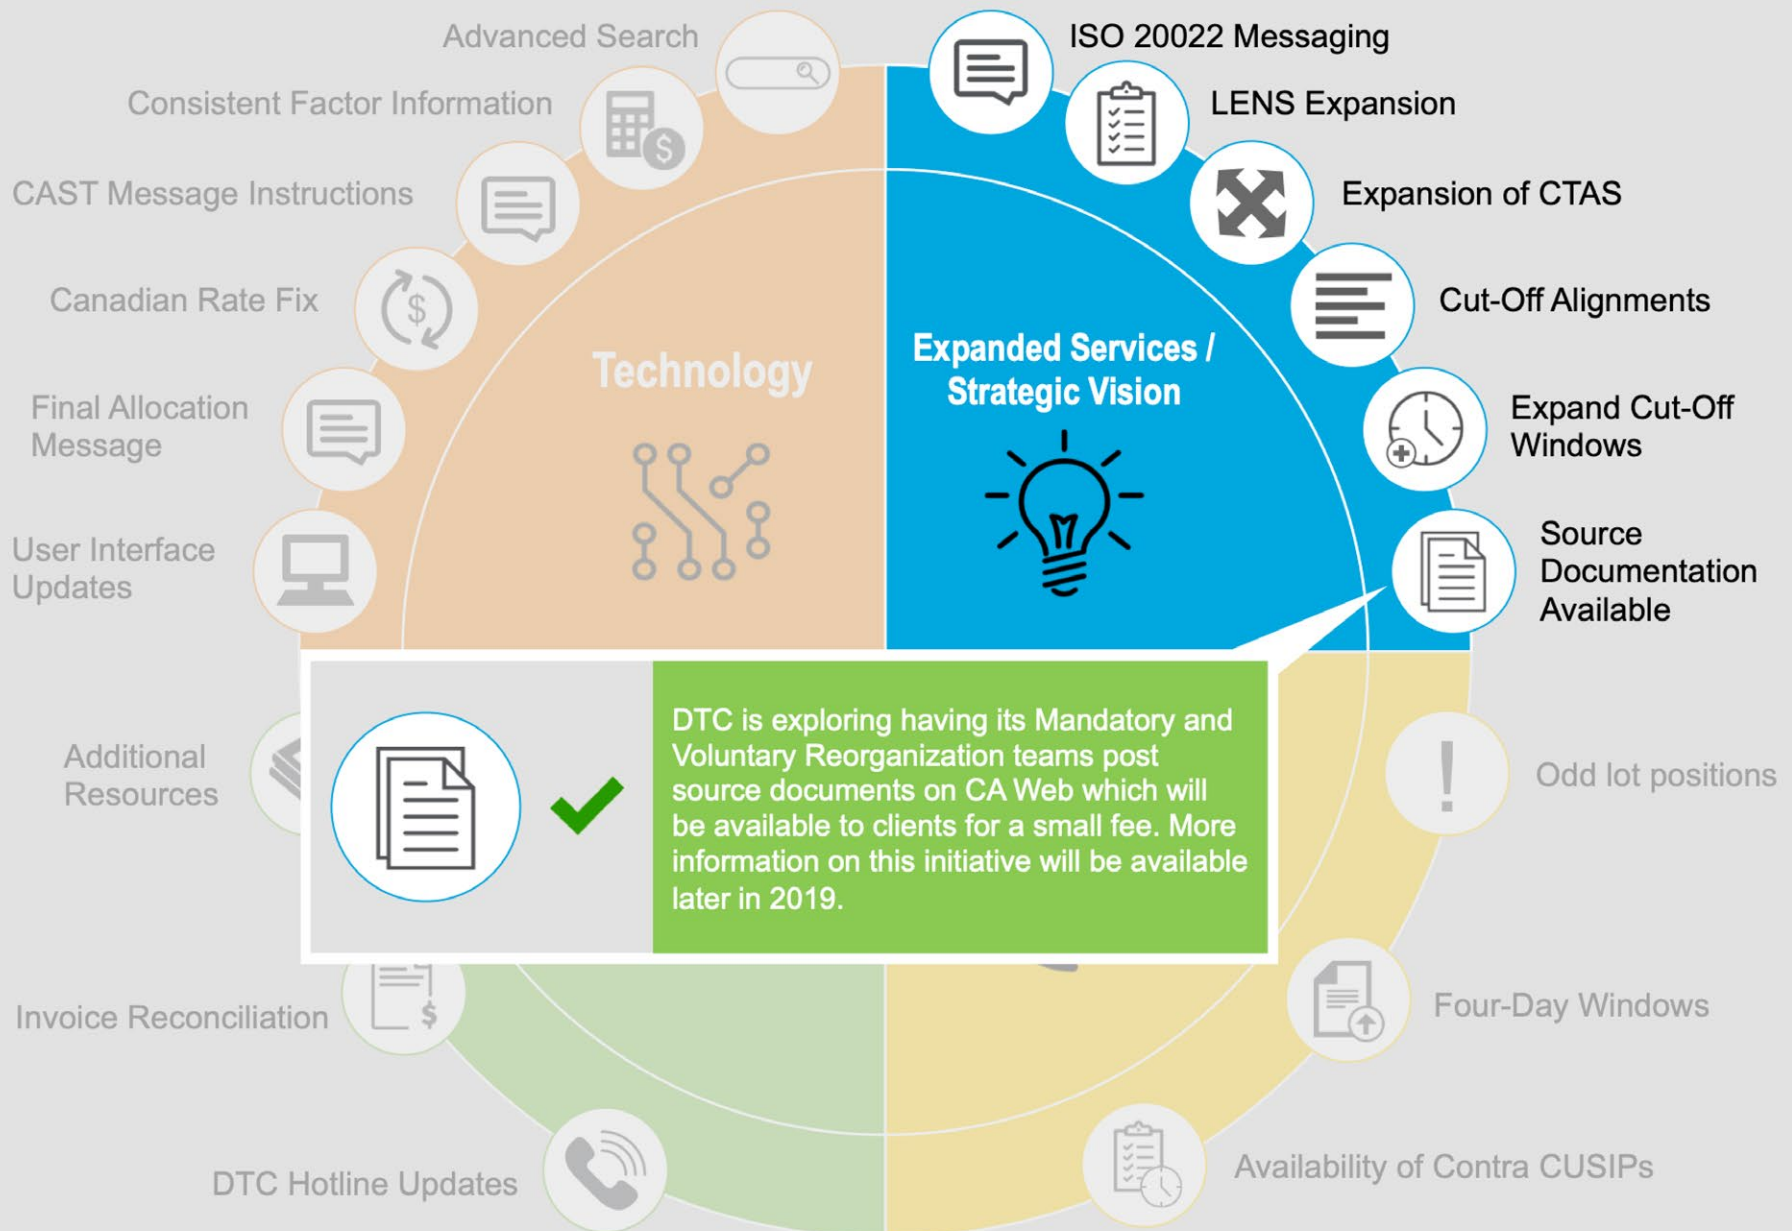 Advanced Search
Consistent Factor Information
CAST Message Instructions
Canadian Rate Fix
Final Allocation
Message
User Interface
Updates
Technology
Expanded Services /
Strategic Vision
ISO 20022 Messaging
LENS Expansion
Expansion of CTAS
Cut-Off Alignments
Expand Cut-Off
Windows
Source
Documentation
Available
DTC is exploring having its Mandatory and
Voluntary Reorganization teams post
source documents on CA Web which will
be available to clients for a small fee. More
information on this initiative will be available
later in 2019.
Additional
Resources
Invoice Reconciliation
DTC Hotline Updates
Odd lot positions
Four-Day Windows
Availability of Contra CUSIPs